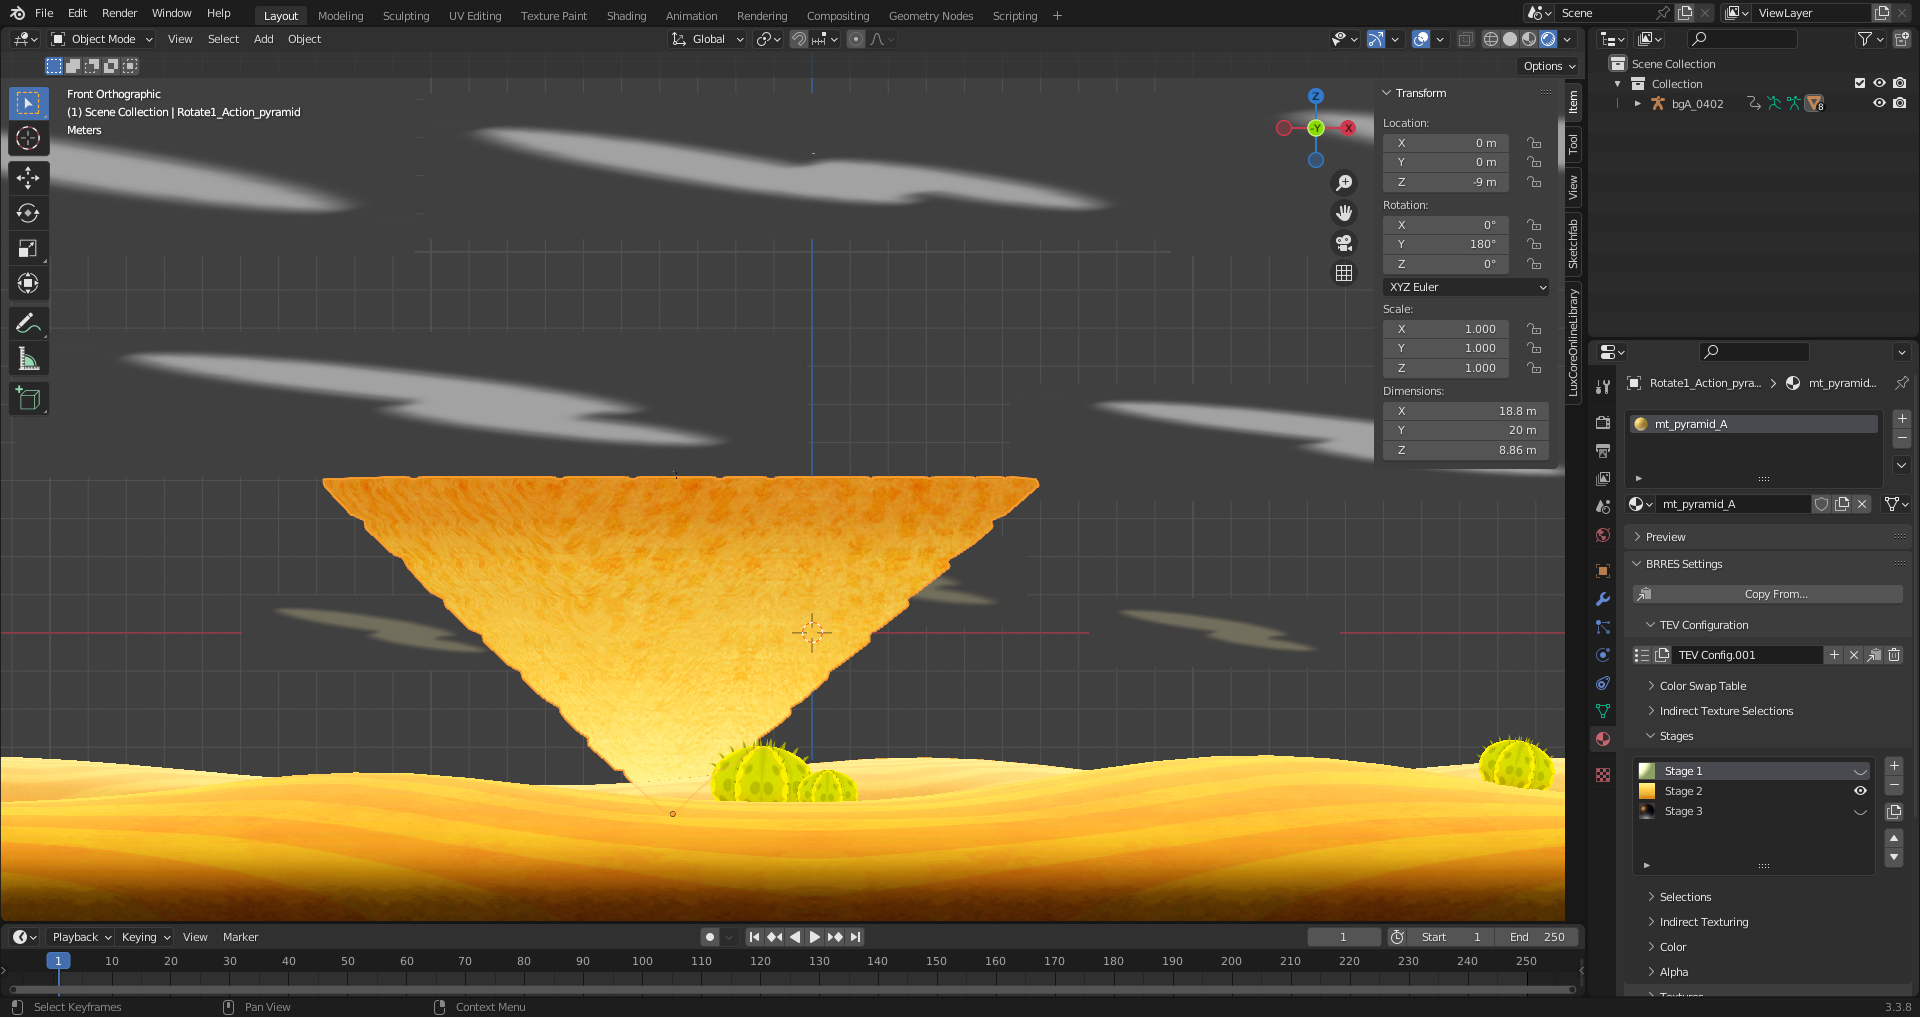 File Edit Render Window Help Layout Modeling Sculpting UV Editing Texture Paint Shading Animation Rendering Compositing Geometry Nodes Scripting + Scene ViewLayer
Object Mode View Select Add Object Global
Options
Front Orthographic
(1) Scene Collection | Rotate1_Action_pyramid
Meters
Z
-Y
X
Transform
Location:
X 0 m
Y 0 m
Z -9 m
Rotation:
X 0°
Y 180°
Z 0°
XYZ Euler
Scale:
X 1.000
Y 1.000
Z 1.000
Dimensions:
X 18.8 m
Y 20 m
Z 8.86 m
Item
Tool
View
Sketchfab
LuxCoreOnlineLibrary
Scene Collection
Collection
bgA_0402 8
Rotate1_Action_pyra... > mt_pyramid...
mt_pyramid_A
mt_pyramid_A
Preview
BRRES Settings
Copy From...
TEV Configuration
TEV Config.001
Color Swap Table
Indirect Texture Selections
Stages
Stage 1
Stage 2
Stage 3
Selections
Indirect Texturing
Color
Alpha
Textures
Playback Keying View Marker 1 Start 1 End 250
1 10 20 30 40 50 60 70 80 90 100 110 120 130 140 150 160 170 180 190 200 210 220 230 240 250
Select Keyframes Pan View Context Menu 3.3.8